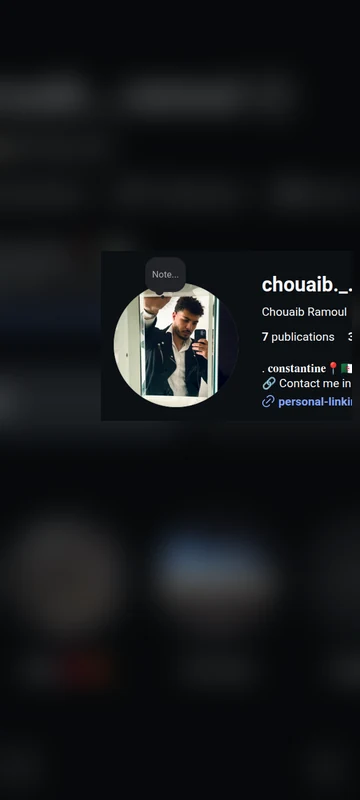 Note...
chouaib._.
Chouaib Ramoul
7 publications
. constantine📍🇩🇿
🔗 Contact me in
personal-linki